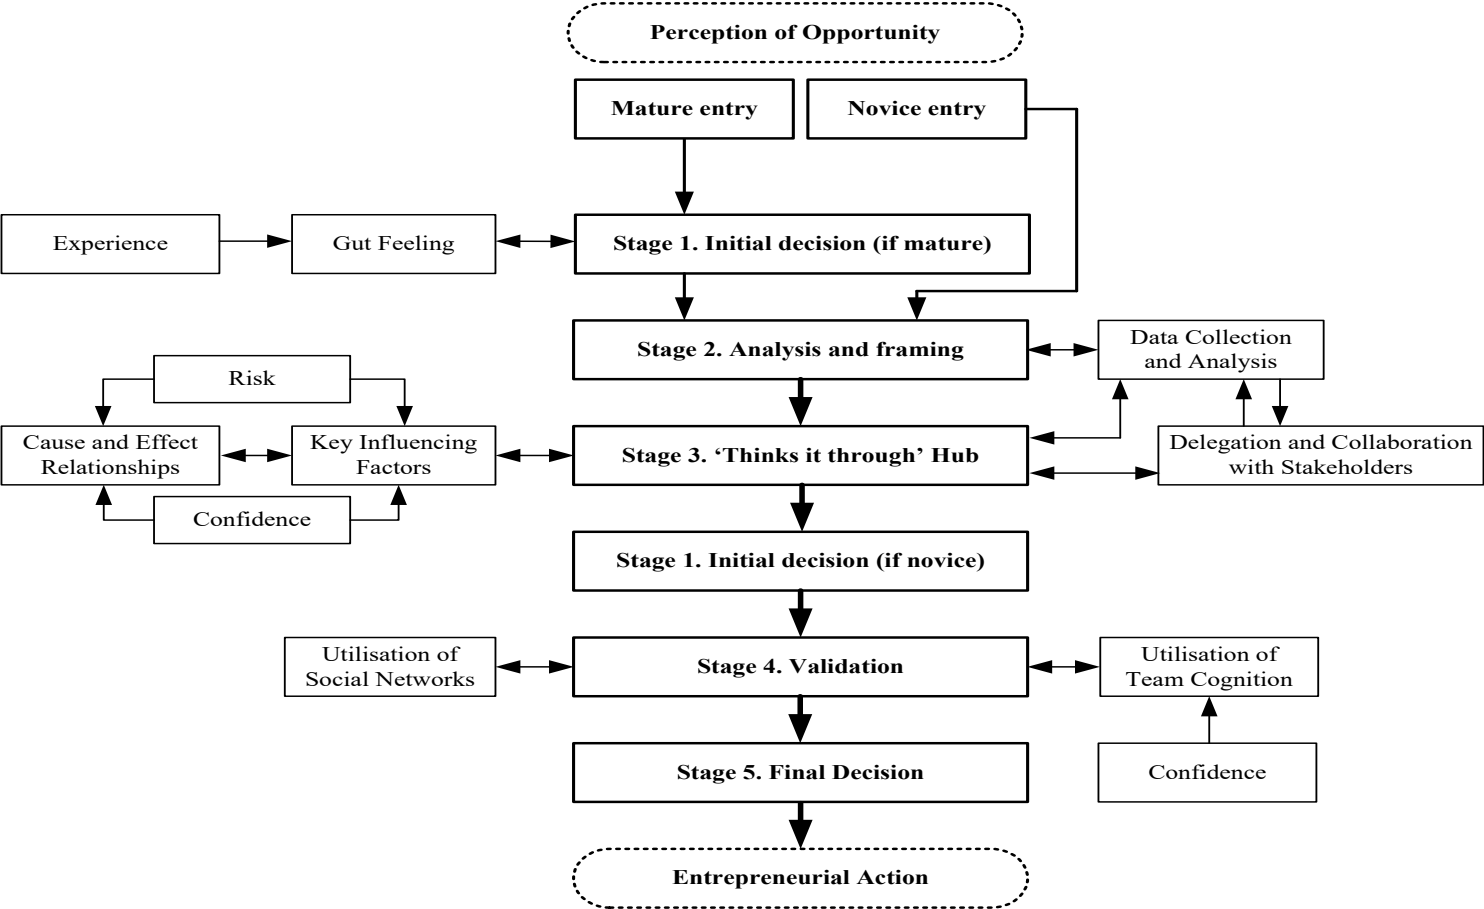 Perception of Opportunity
Mature entry
Novice entry
Experience
Gut Feeling
Stage 1. Initial decision (if mature)
Stage 2. Analysis and framing
Data Collection
and Analysis
Risk
Cause and Effect
Relationships
Key Influencing
Factors
Stage 3. ‘Thinks it through’ Hub
Delegation and Collaboration
with Stakeholders
Confidence
Stage 1. Initial decision (if novice)
Utilisation of
Social Networks
Stage 4. Validation
Utilisation of
Team Cognition
Stage 5. Final Decision
Confidence
Entrepreneurial Action